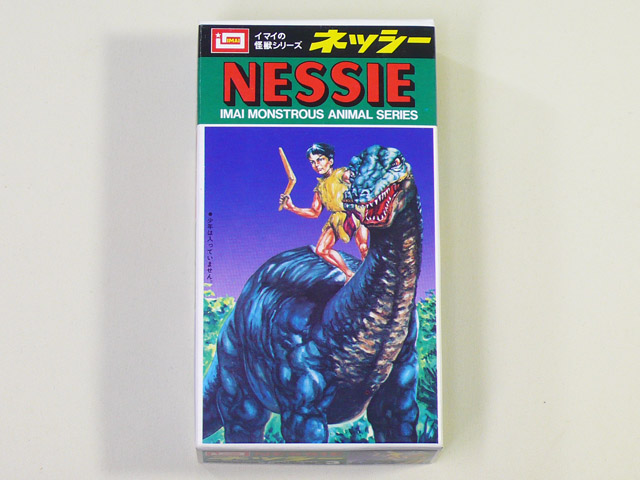 IMAI
イマイの
怪獣シリーズ
ネッシー
NESSIE
IMAI MONSTROUS ANIMAL SERIES
●少年は入っていません。